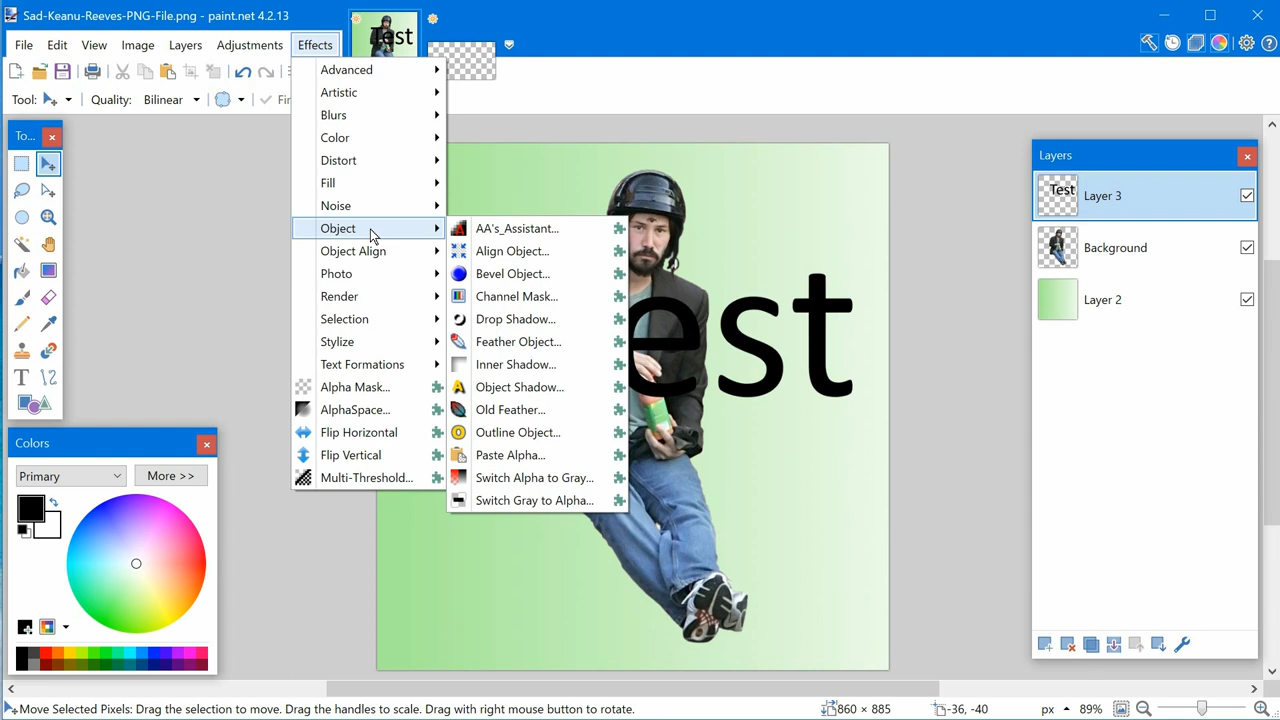 Sad-Keanu-Reeves-PNG-File.png - paint.net 4.2.13
Test
File Edit View Image Layers Adjustments Effects
Tool: Quality: Bilinear Fin
To...
Advanced
Artistic
Blurs
Color
Distort
Fill
Noise
Object
Object Align
Photo
Render
Selection
Stylize
Text Formations
Alpha Mask...
AlphaSpace...
Flip Horizontal
Flip Vertical
Multi-Threshold...
AA's_Assistant...
Align Object...
Bevel Object...
Channel Mask...
Drop Shadow...
Feather Object...
Inner Shadow...
Object Shadow...
Old Feather...
Outline Object...
Paste Alpha...
Switch Alpha to Gray...
Switch Gray to Alpha...
est
Layers
Test
Layer 3
Background
Layer 2
Colors
Primary More >>
Move Selected Pixels: Drag the selection to move. Drag the handles to scale. Drag with right mouse button to rotate. 860 × 885 -36, -40 px 89%